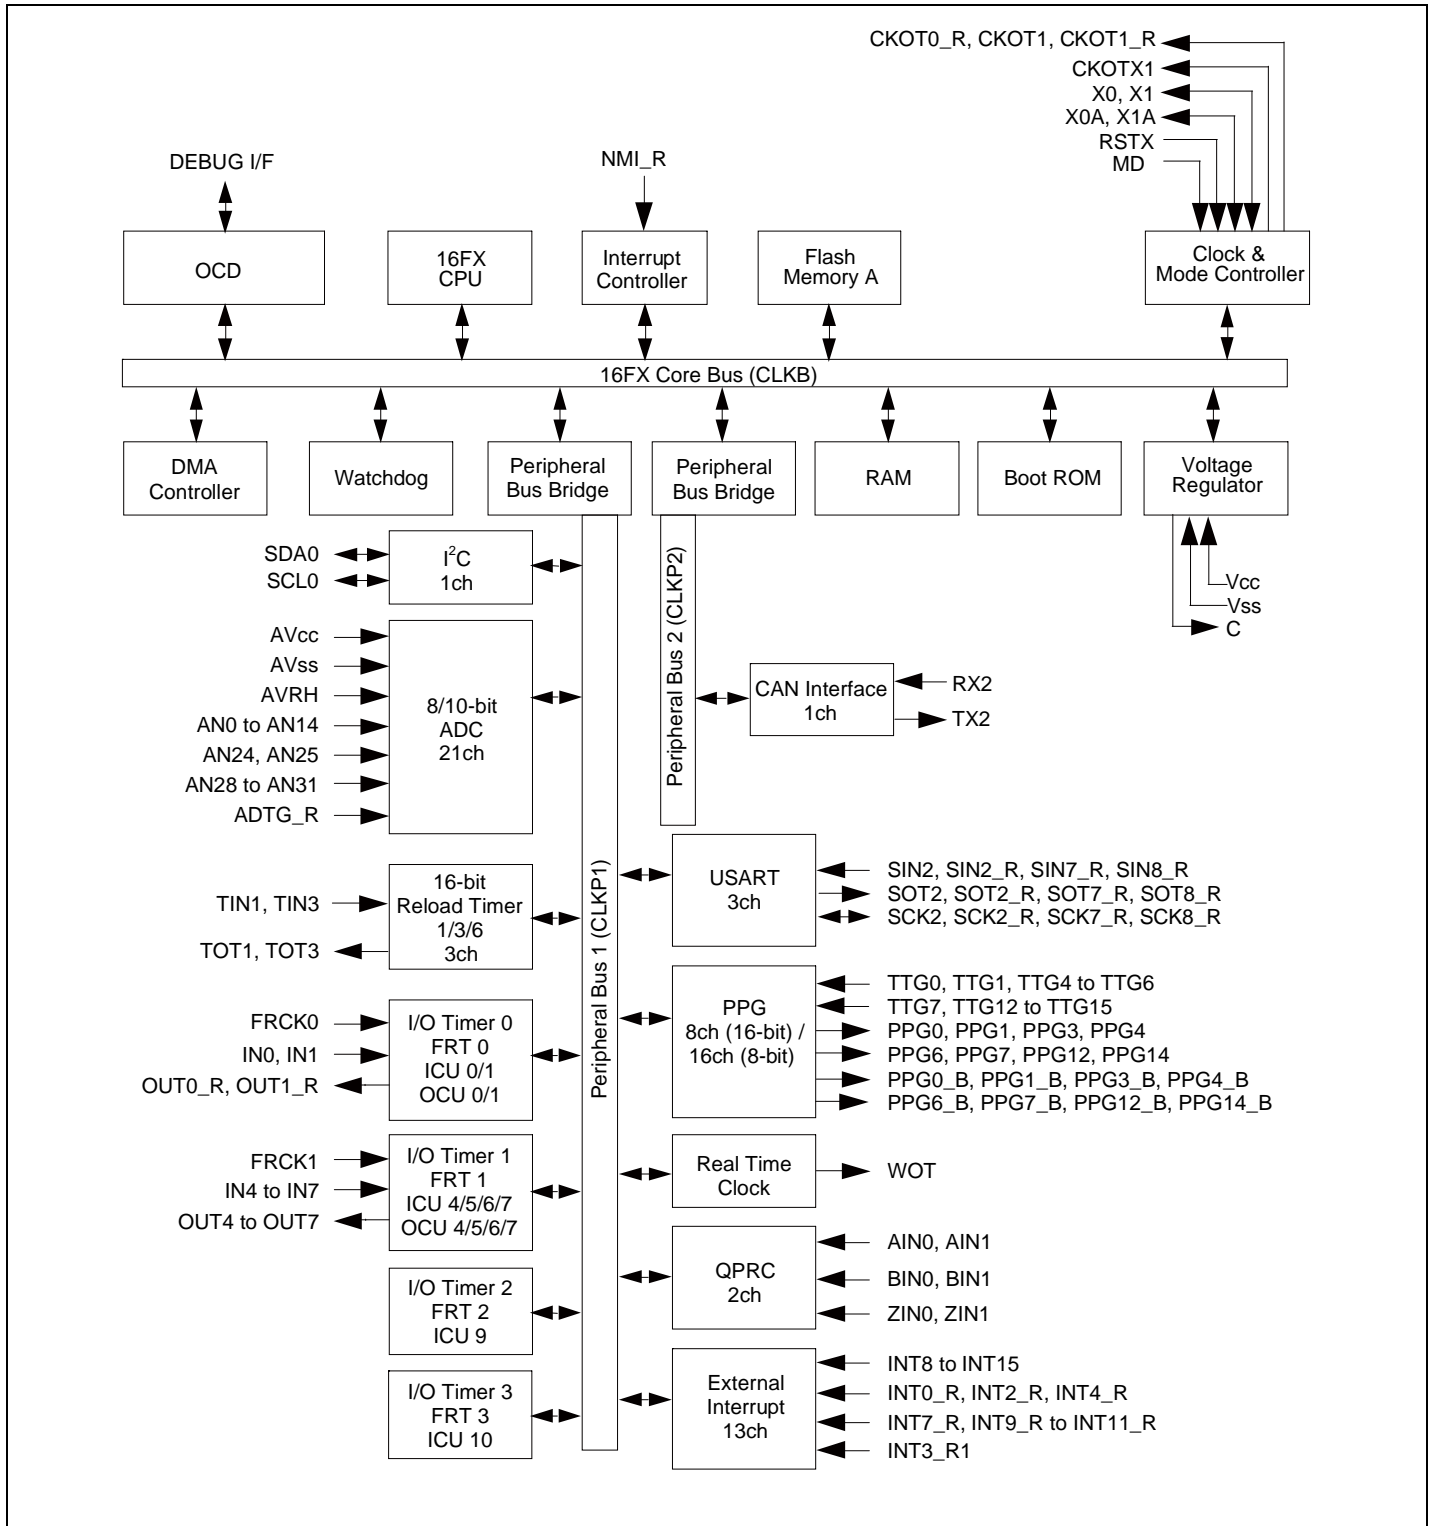 CKOT0_R, CKOT1, CKOT1_R
CKOTX1
X0, X1
X0A, X1A
RSTX
MD
DEBUG I/F
NMI_R
OCD
16FX
CPU
Interrupt
Controller
Flash
Memory A
Clock &
Mode Controller
16FX Core Bus (CLKB)
DMA
Controller
Watchdog
Peripheral
Bus Bridge
Peripheral
Bus Bridge
RAM
Boot ROM
Voltage
Regulator
Vcc
Vss
C
Peripheral Bus 1 (CLKP1)
Peripheral Bus 2 (CLKP2)
SDA0
SCL0
I²C
1ch
AVcc
AVss
AVRH
AN0 to AN14
AN24, AN25
AN28 to AN31
ADTG_R
8/10-bit
ADC
21ch
CAN Interface
1ch
RX2
TX2
TIN1, TIN3
TOT1, TOT3
16-bit
Reload Timer
1/3/6
3ch
USART
3ch
SIN2, SIN2_R, SIN7_R, SIN8_R
SOT2, SOT2_R, SOT7_R, SOT8_R
SCK2, SCK2_R, SCK7_R, SCK8_R
FRCK0
IN0, IN1
OUT0_R, OUT1_R
I/O Timer 0
FRT 0
ICU 0/1
OCU 0/1
PPG
8ch (16-bit) /
16ch (8-bit)
TTG0, TTG1, TTG4 to TTG6
TTG7, TTG12 to TTG15
PPG0, PPG1, PPG3, PPG4
PPG6, PPG7, PPG12, PPG14
PPG0_B, PPG1_B, PPG3_B, PPG4_B
PPG6_B, PPG7_B, PPG12_B, PPG14_B
FRCK1
IN4 to IN7
OUT4 to OUT7
I/O Timer 1
FRT 1
ICU 4/5/6/7
OCU 4/5/6/7
Real Time
Clock
WOT
I/O Timer 2
FRT 2
ICU 9
QPRC
2ch
AIN0, AIN1
BIN0, BIN1
ZIN0, ZIN1
I/O Timer 3
FRT 3
ICU 10
External
Interrupt
13ch
INT8 to INT15
INT0_R, INT2_R, INT4_R
INT7_R, INT9_R to INT11_R
INT3_R1